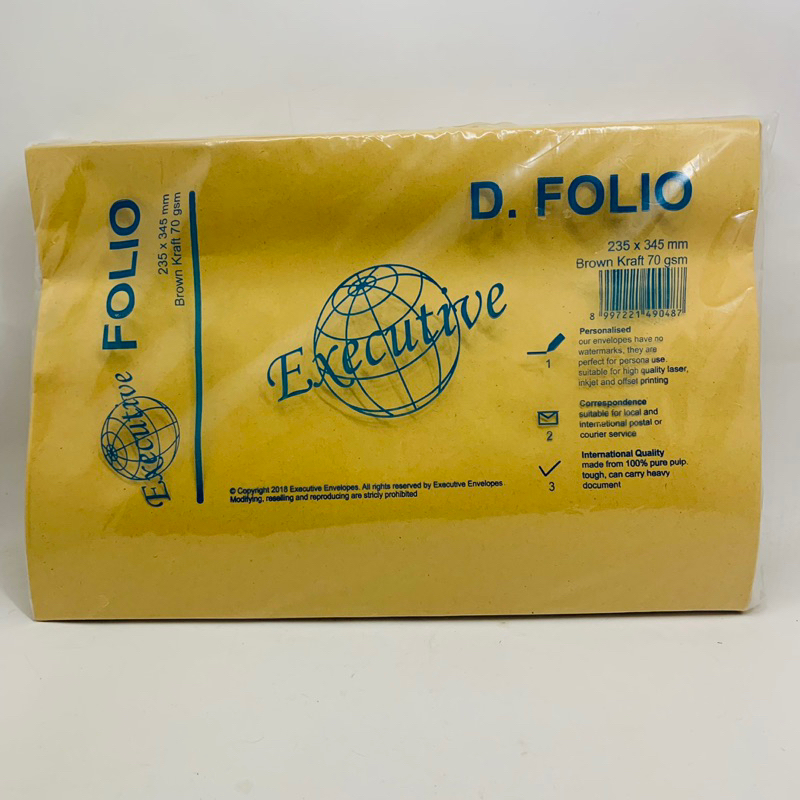 D. FOLIO
235 x 345 mm
Brown Kraft 70 gsm
8 997221 490487
Executive
1
Personalised
our envelopes have no
watermarks, they are
perfect for persona use.
suitable for high quality laser,
inkjet and offset printing
2
Correspondence
suitable for local and
international postal or
courier service
3
International Quality
made from 100% pure pulp.
tough, can carry heavy
document
© Copyright 2018 Executive Envelopes. All rights reserved by Executive Envelopes
Modifying, reselling and reproducing are stricly prohibited
Executive FOLIO
235 x 345 mm
Brown Kraft 70 gsm